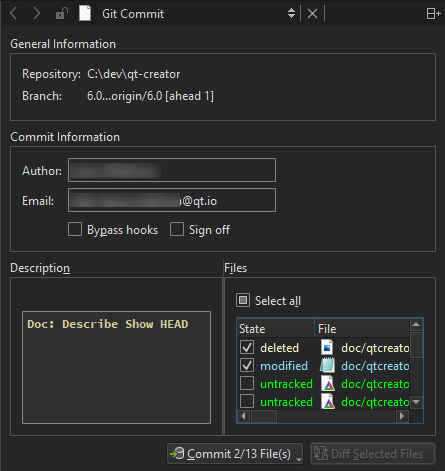 Git Commit
General Information
Repository: C:\dev\qt-creator
Branch: 6.0...origin/6.0 [ahead 1]
Commit Information
Author:
Email: @qt.io
Bypass hooks Sign off
Description Files
Select all
State File
Doc: Describe Show HEAD
deleted doc/qtcreato
modified doc/qtcreato
untracked doc/qtcreato
untracked doc/qtcreato
Commit 2/13 File(s) Diff Selected Files